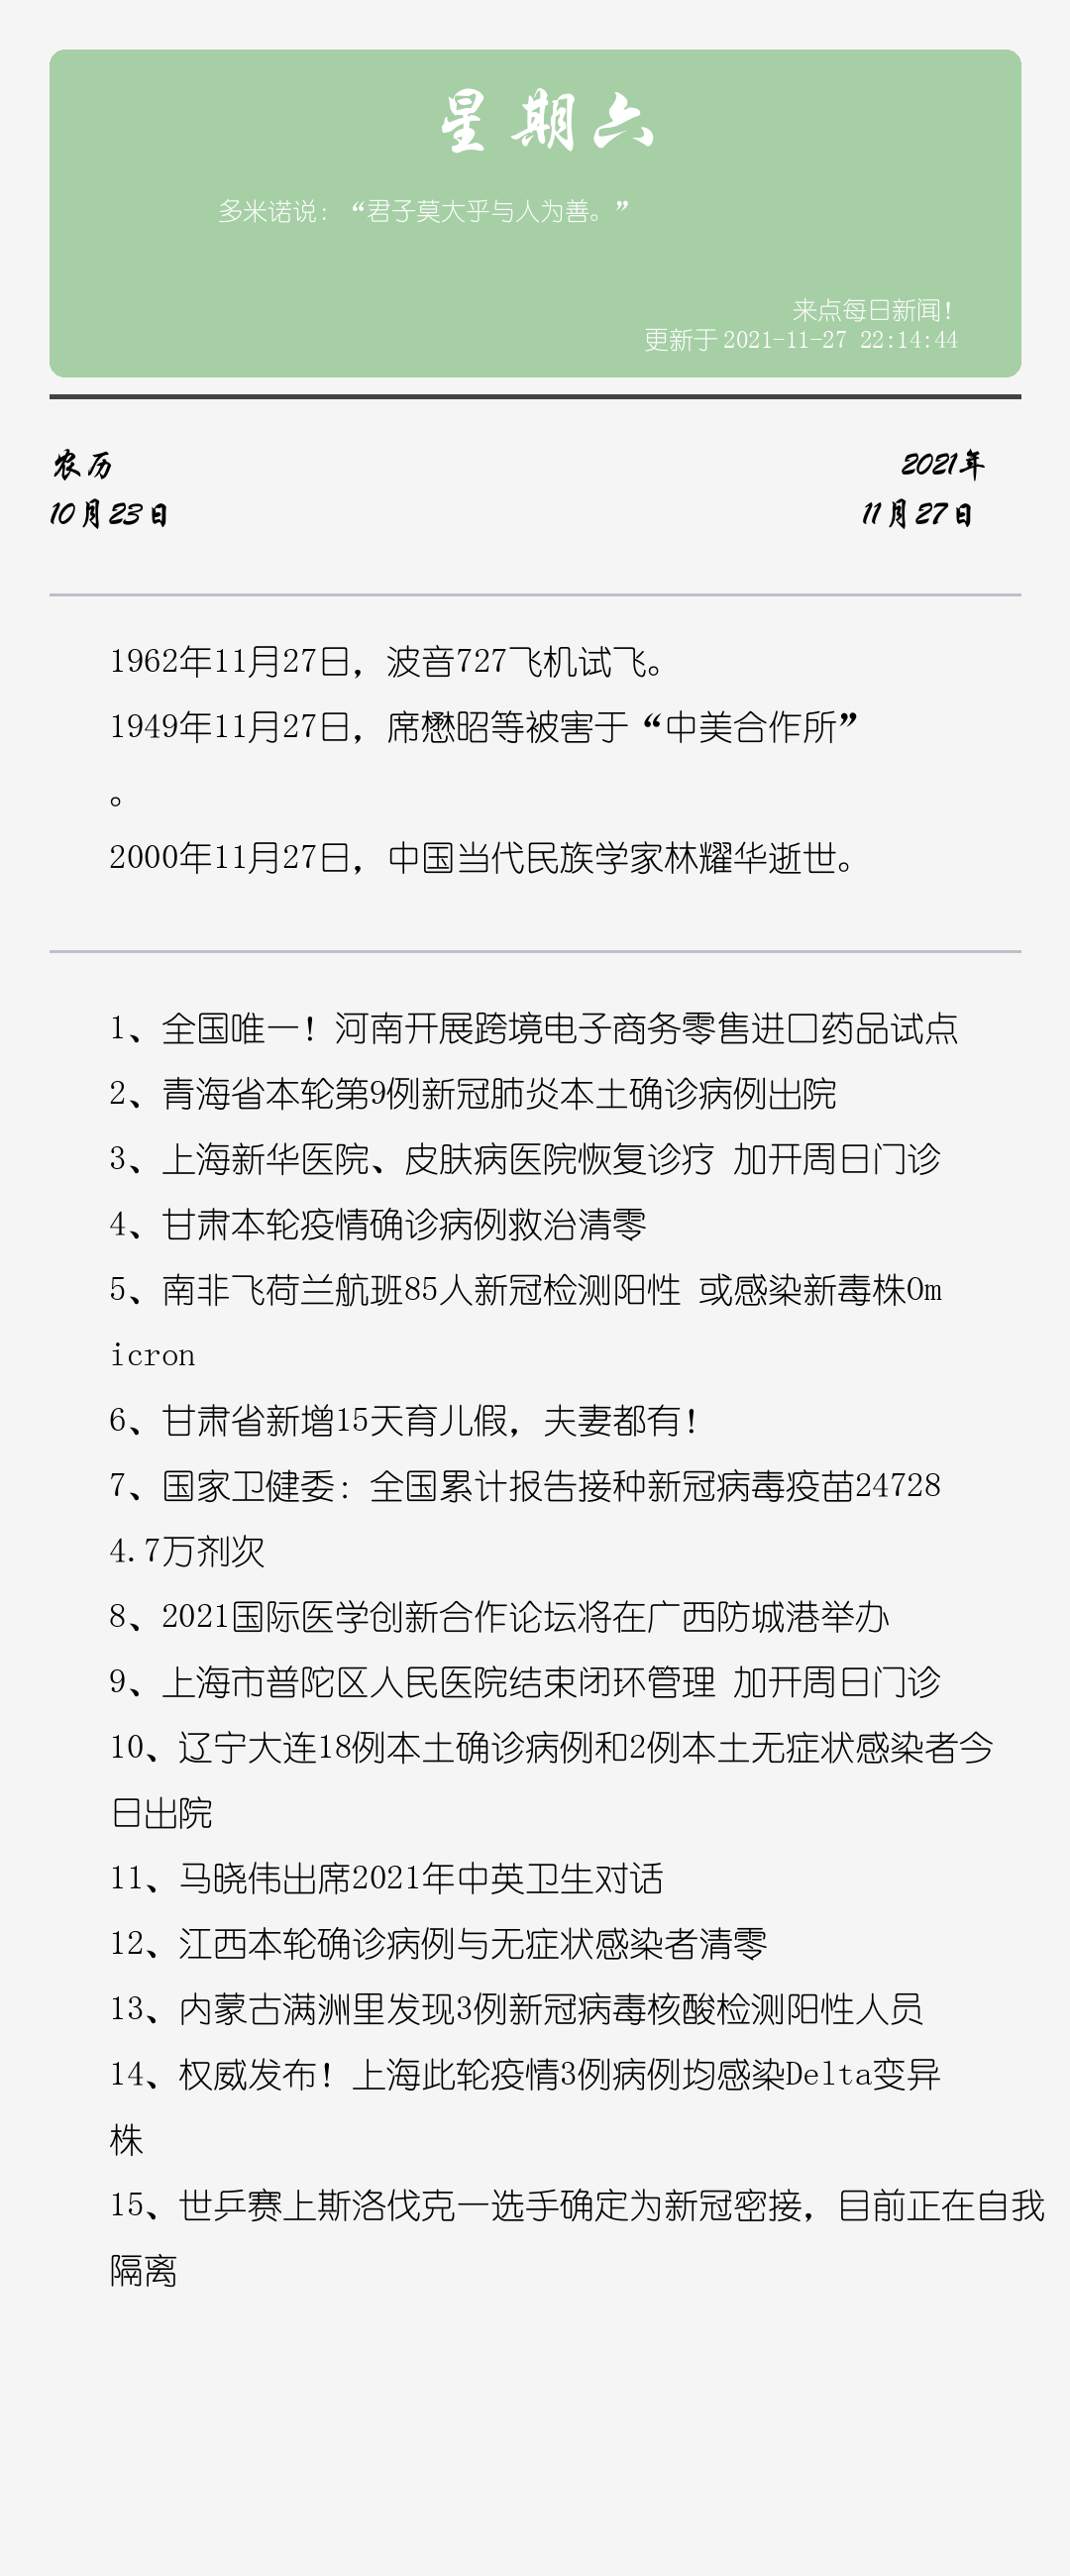 星期六
多米诺说：“君子莫大乎与人为善。”
来点每日新闻！
更新于 2021-11-27 22:14:44
农历
2021年
10月23日
11月27日
1962年11月27日，波音727飞机试飞。
1949年11月27日，席懋昭等被害于“中美合作所”
。
2000年11月27日，中国当代民族学家林耀华逝世。
1、全国唯一！河南开展跨境电子商务零售进口药品试点
2、青海省本轮第9例新冠肺炎本土确诊病例出院
3、上海新华医院、皮肤病医院恢复诊疗 加开周日门诊
4、甘肃本轮疫情确诊病例救治清零
5、南非飞荷兰航班85人新冠检测阳性 或感染新毒株Om
icron
6、甘肃省新增15天育儿假，夫妻都有！
7、国家卫健委：全国累计报告接种新冠病毒疫苗24728
4.7万剂次
8、2021国际医学创新合作论坛将在广西防城港举办
9、上海市普陀区人民医院结束闭环管理 加开周日门诊
10、辽宁大连18例本土确诊病例和2例本土无症状感染者今
日出院
11、马晓伟出席2021年中英卫生对话
12、江西本轮确诊病例与无症状感染者清零
13、内蒙古满洲里发现3例新冠病毒核酸检测阳性人员
14、权威发布！上海此轮疫情3例病例均感染Delta变异
株
15、世乒赛上斯洛伐克一选手确定为新冠密接，目前正在自我
隔离